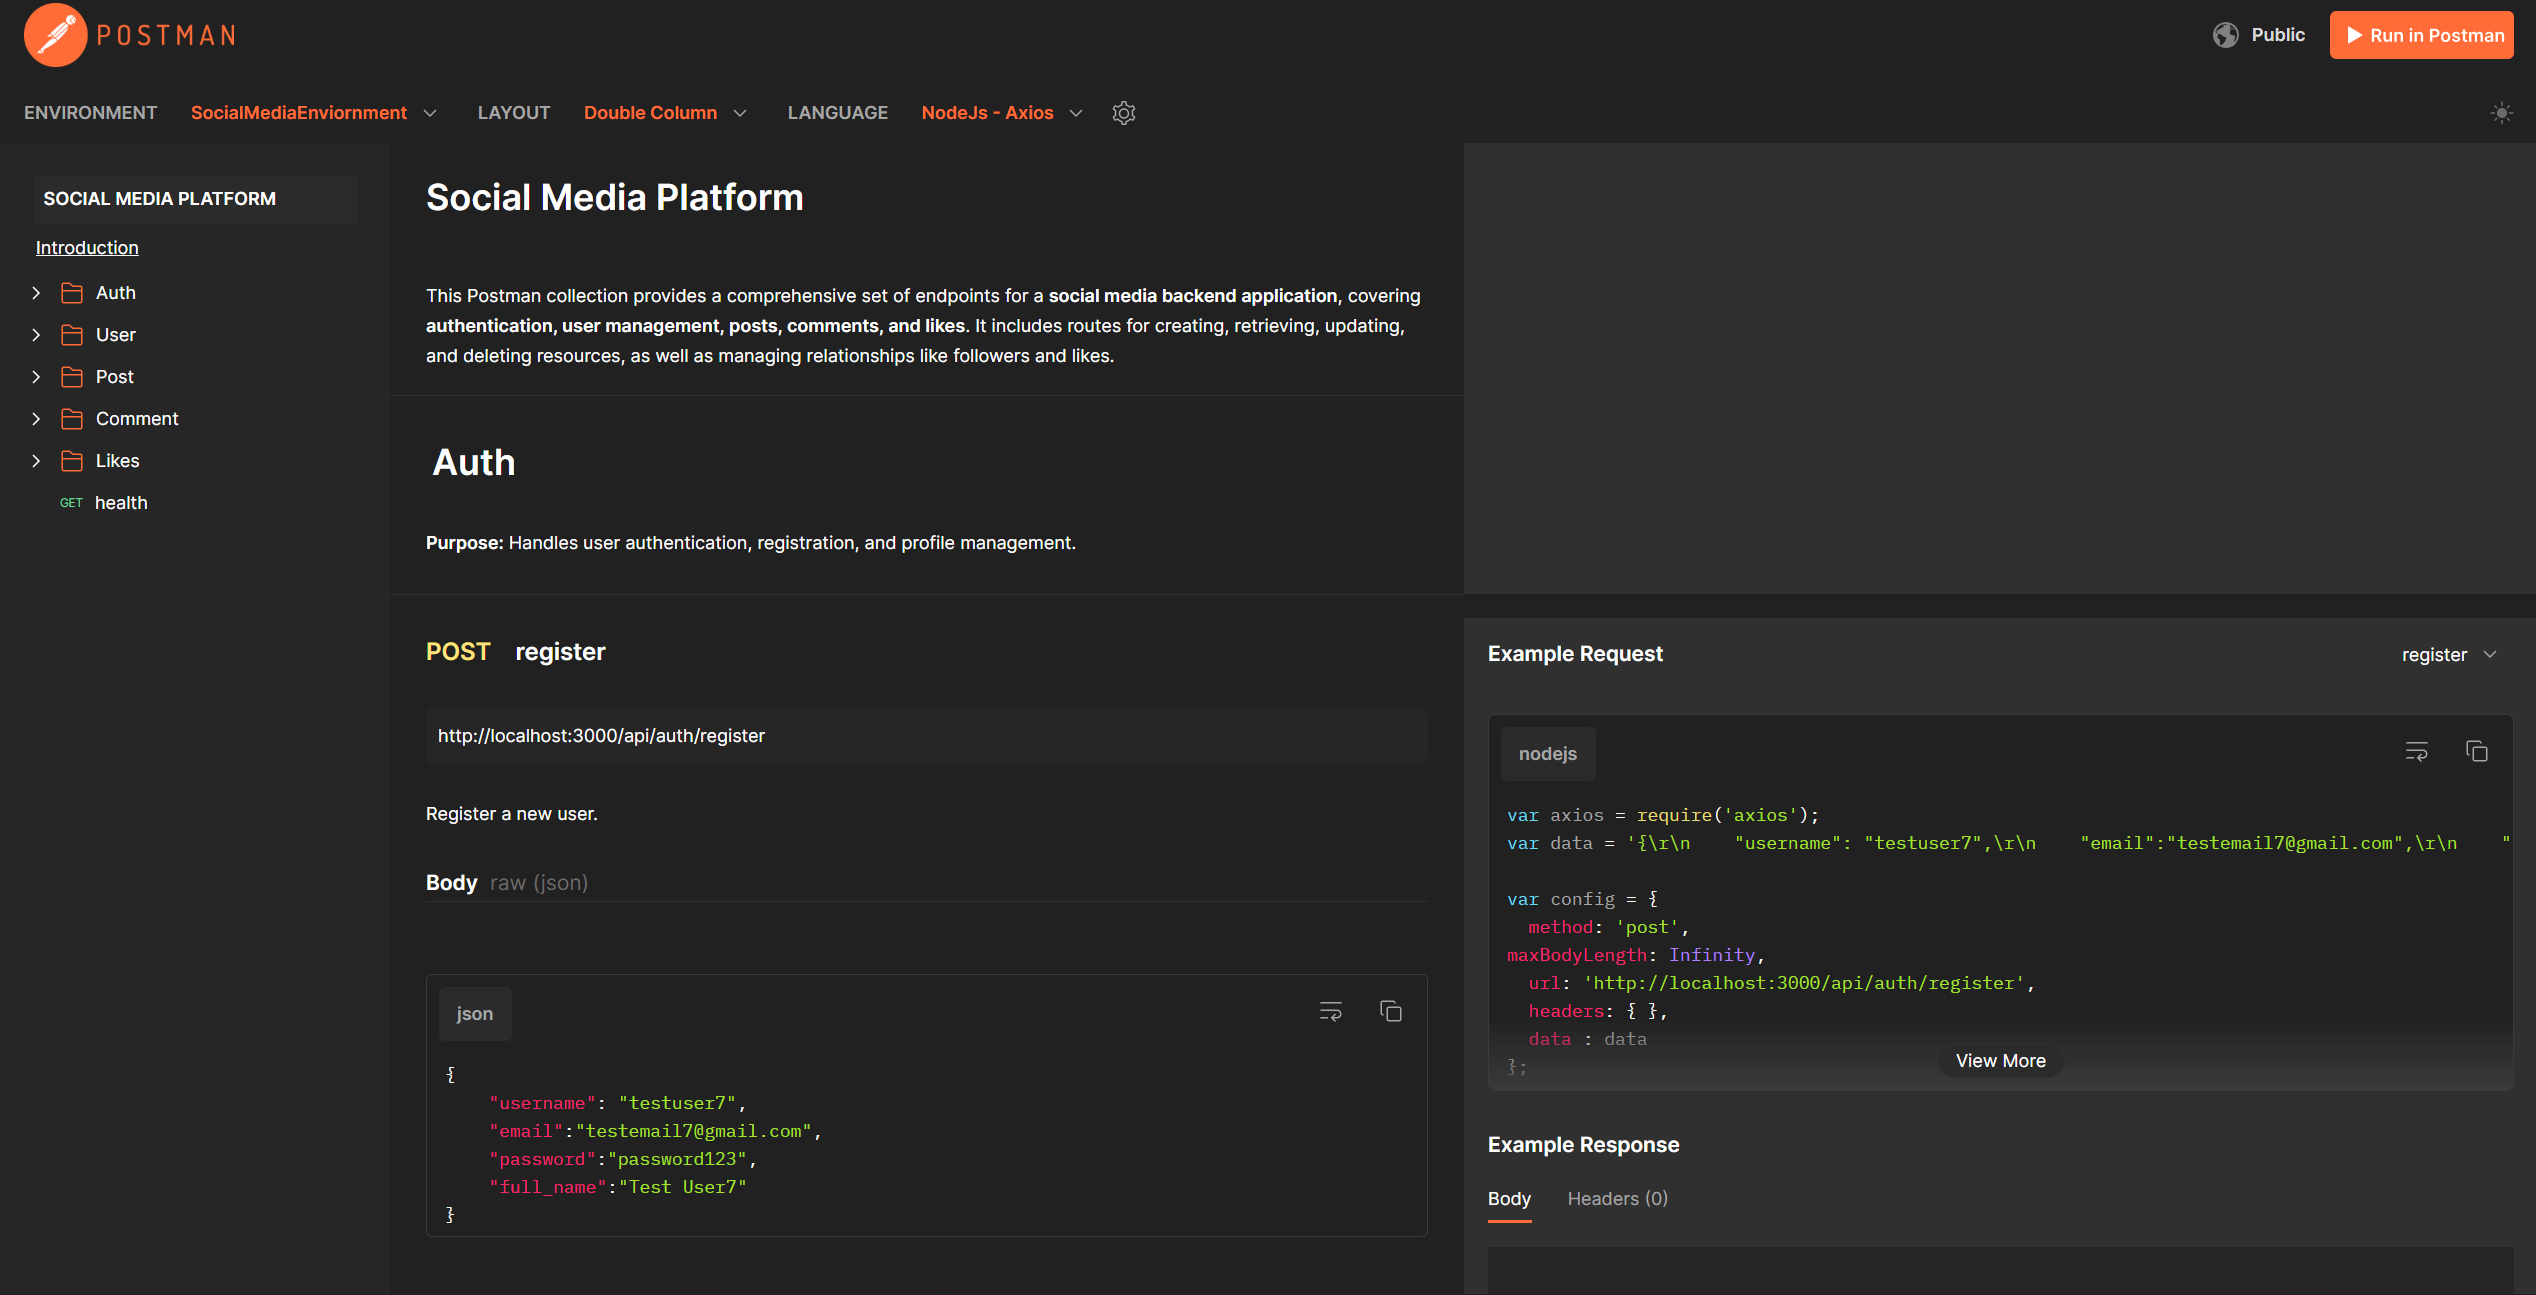 POSTMAN
Public
Run in Postman
ENVIRONMENT SocialMediaEnviornment LAYOUT Double Column LANGUAGE NodeJs - Axios
SOCIAL MEDIA PLATFORM
Introduction
Auth
User
Post
Comment
Likes
GET health
Social Media Platform
This Postman collection provides a comprehensive set of endpoints for a social media backend application, covering
authentication, user management, posts, comments, and likes. It includes routes for creating, retrieving, updating,
and deleting resources, as well as managing relationships like followers and likes.
Auth
Purpose: Handles user authentication, registration, and profile management.
POST register
http://localhost:3000/api/auth/register
Register a new user.
Body raw (json)
json
{
"username": "testuser7",
"email":"testemail7@gmail.com",
"password":"password123",
"full_name":"Test User7"
}
Example Request
register
nodejs
var axios = require('axios');
var data = '{\r\n    "username": "testuser7",\r\n    "email":"testemail7@gmail.com",\r\n    "
var config = {
method: 'post',
maxBodyLength: Infinity,
url: 'http://localhost:3000/api/auth/register',
headers: { },
data : data
};
View More
Example Response
Body Headers (0)